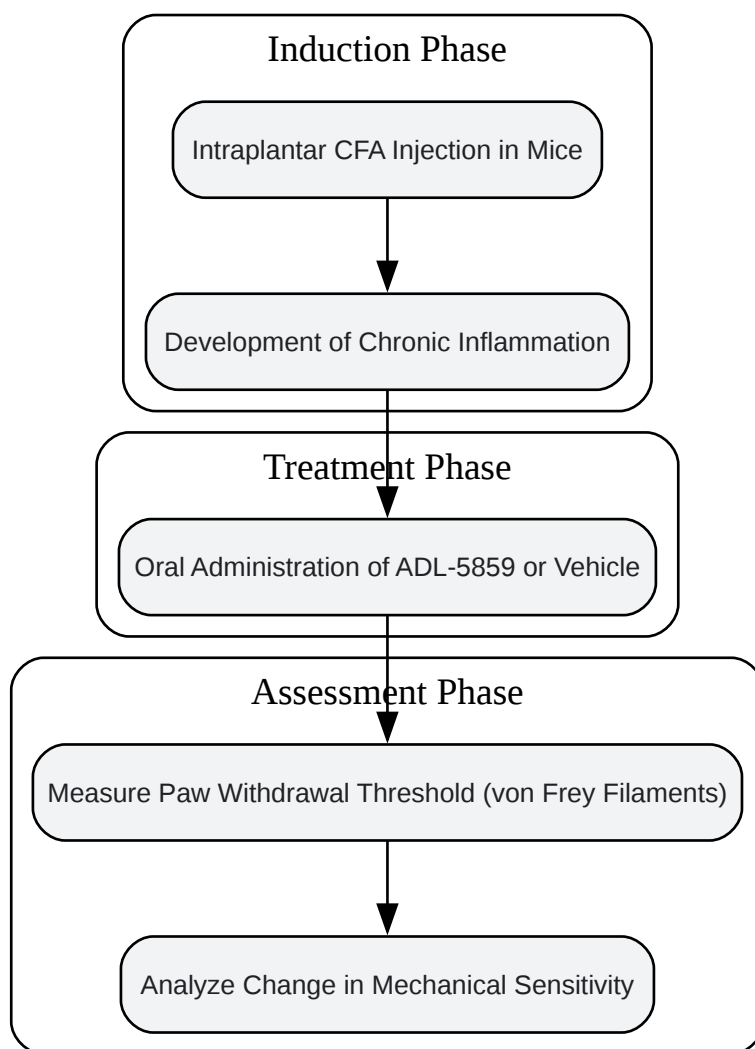 Induction Phase
Intraplantar CFA Injection in Mice
Development of Chronic Inflammation
Treatment Phase
Oral Administration of ADL-5859 or Vehicle
Assessment Phase
Measure Paw Withdrawal Threshold (von Frey Filaments)
Analyze Change in Mechanical Sensitivity